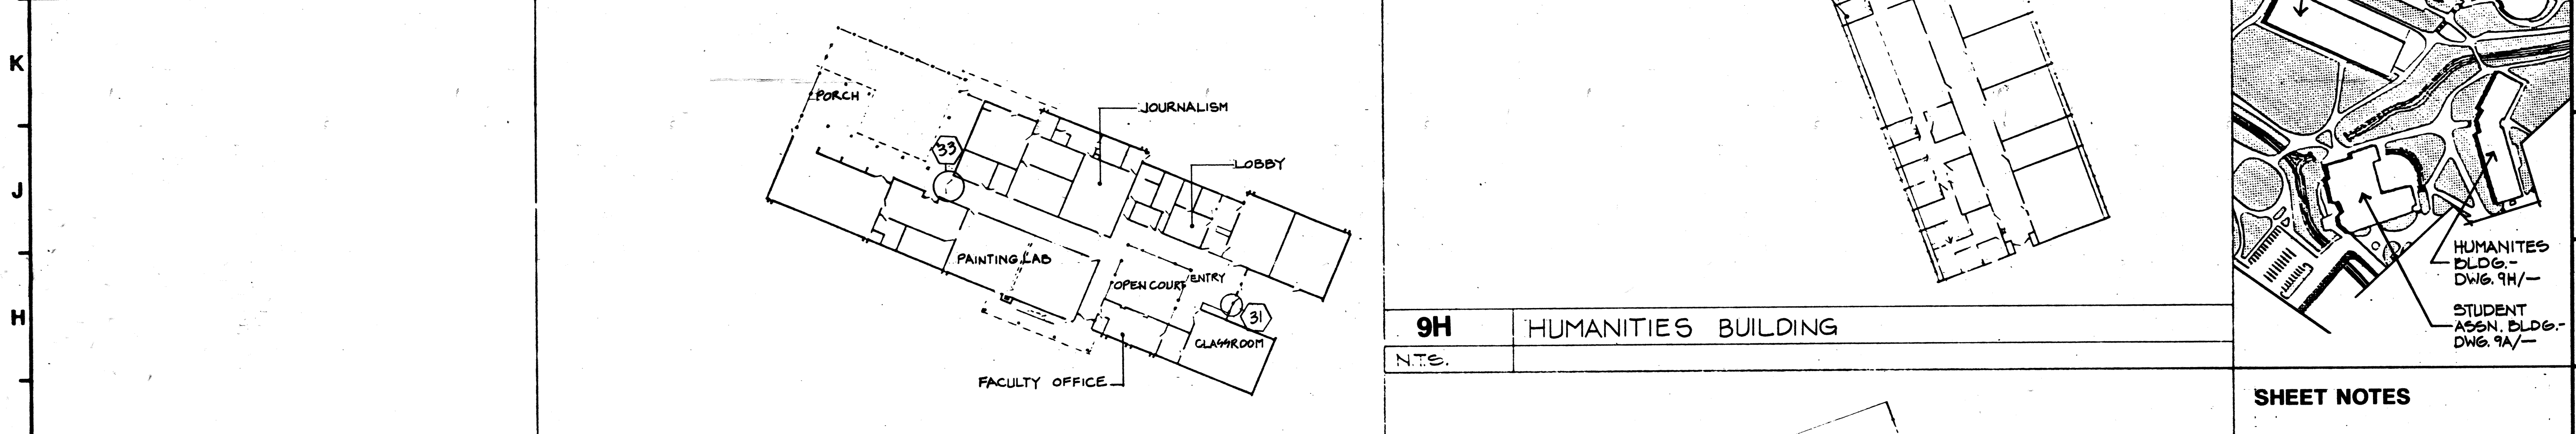 K
J
H
PORCH
33
JOURNALISM
LOBBY
PAINTING LAB
OPEN COURT
ENTRY
31
CLASSROOM
FACULTY OFFICE
9H
HUMANITIES BUILDING
N.T.S.
HUMANITES
BLDG.-
DWG. 9H/—
STUDENT
ASSN. BLDG.-
DWG. 9A/—
SHEET NOTES